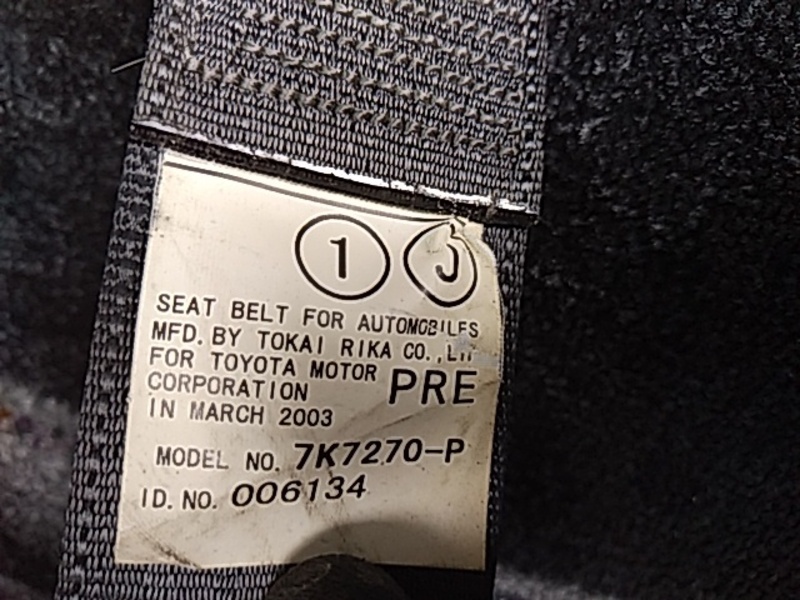 1 J
SEAT BELT FOR AUTOMOBILES
MFD. BY TOKAI RIKA CO.,
FOR TOYOTA MOTOR
CORPORATION PRE
IN MARCH 2003
MODEL NO. 7K7270-P
ID. NO. 006134